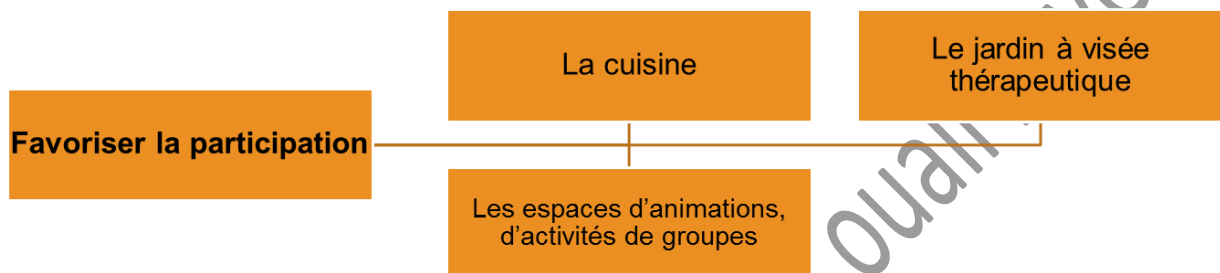 La cuisine
Le jardin à visée
thérapeutique
Favoriser la participation
Les espaces d'animations,
d'activités de groupes